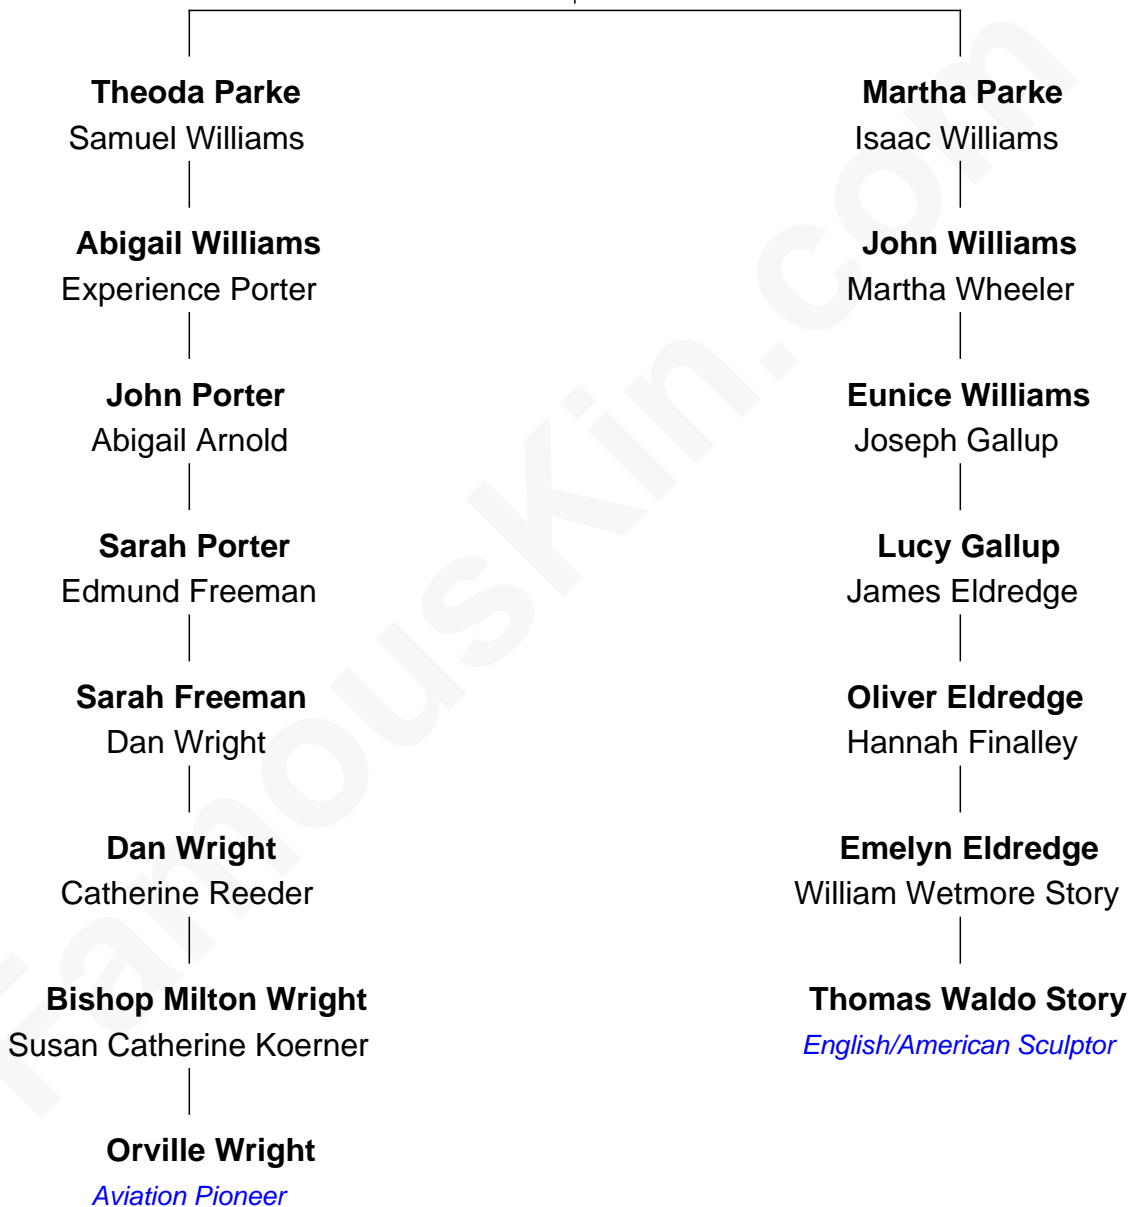 Theoda Parke
Samuel Williams
Abigail Williams
Experience Porter
John Porter
Abigail Arnold
Sarah Porter
Edmund Freeman
Sarah Freeman
Dan Wright
Dan Wright
Catherine Reeder
Bishop Milton Wright
Susan Catherine Koerner
Orville Wright
Aviation Pioneer
Martha Parke
Isaac Williams
John Williams
Martha Wheeler
Eunice Williams
Joseph Gallup
Lucy Gallup
James Eldredge
Oliver Eldredge
Hannah Finalley
Emelyn Eldredge
William Wetmore Story
Thomas Waldo Story
English/American Sculptor
FamousKin.com